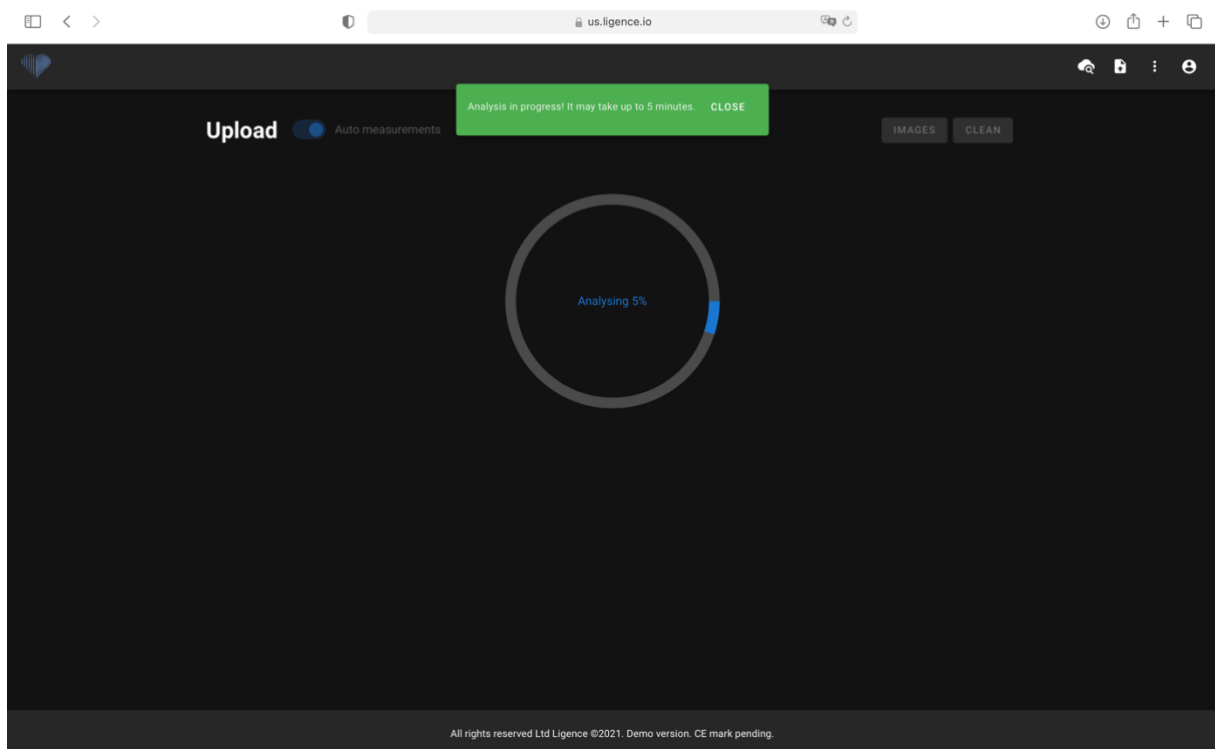 us.ligence.io
Analysis in progress! It may take up to 5 minutes. CLOSE
Upload Auto measurements IMAGES CLEAN
Analysing 5%
All rights reserved Ltd Ligence ©2021. Demo version. CE mark pending.